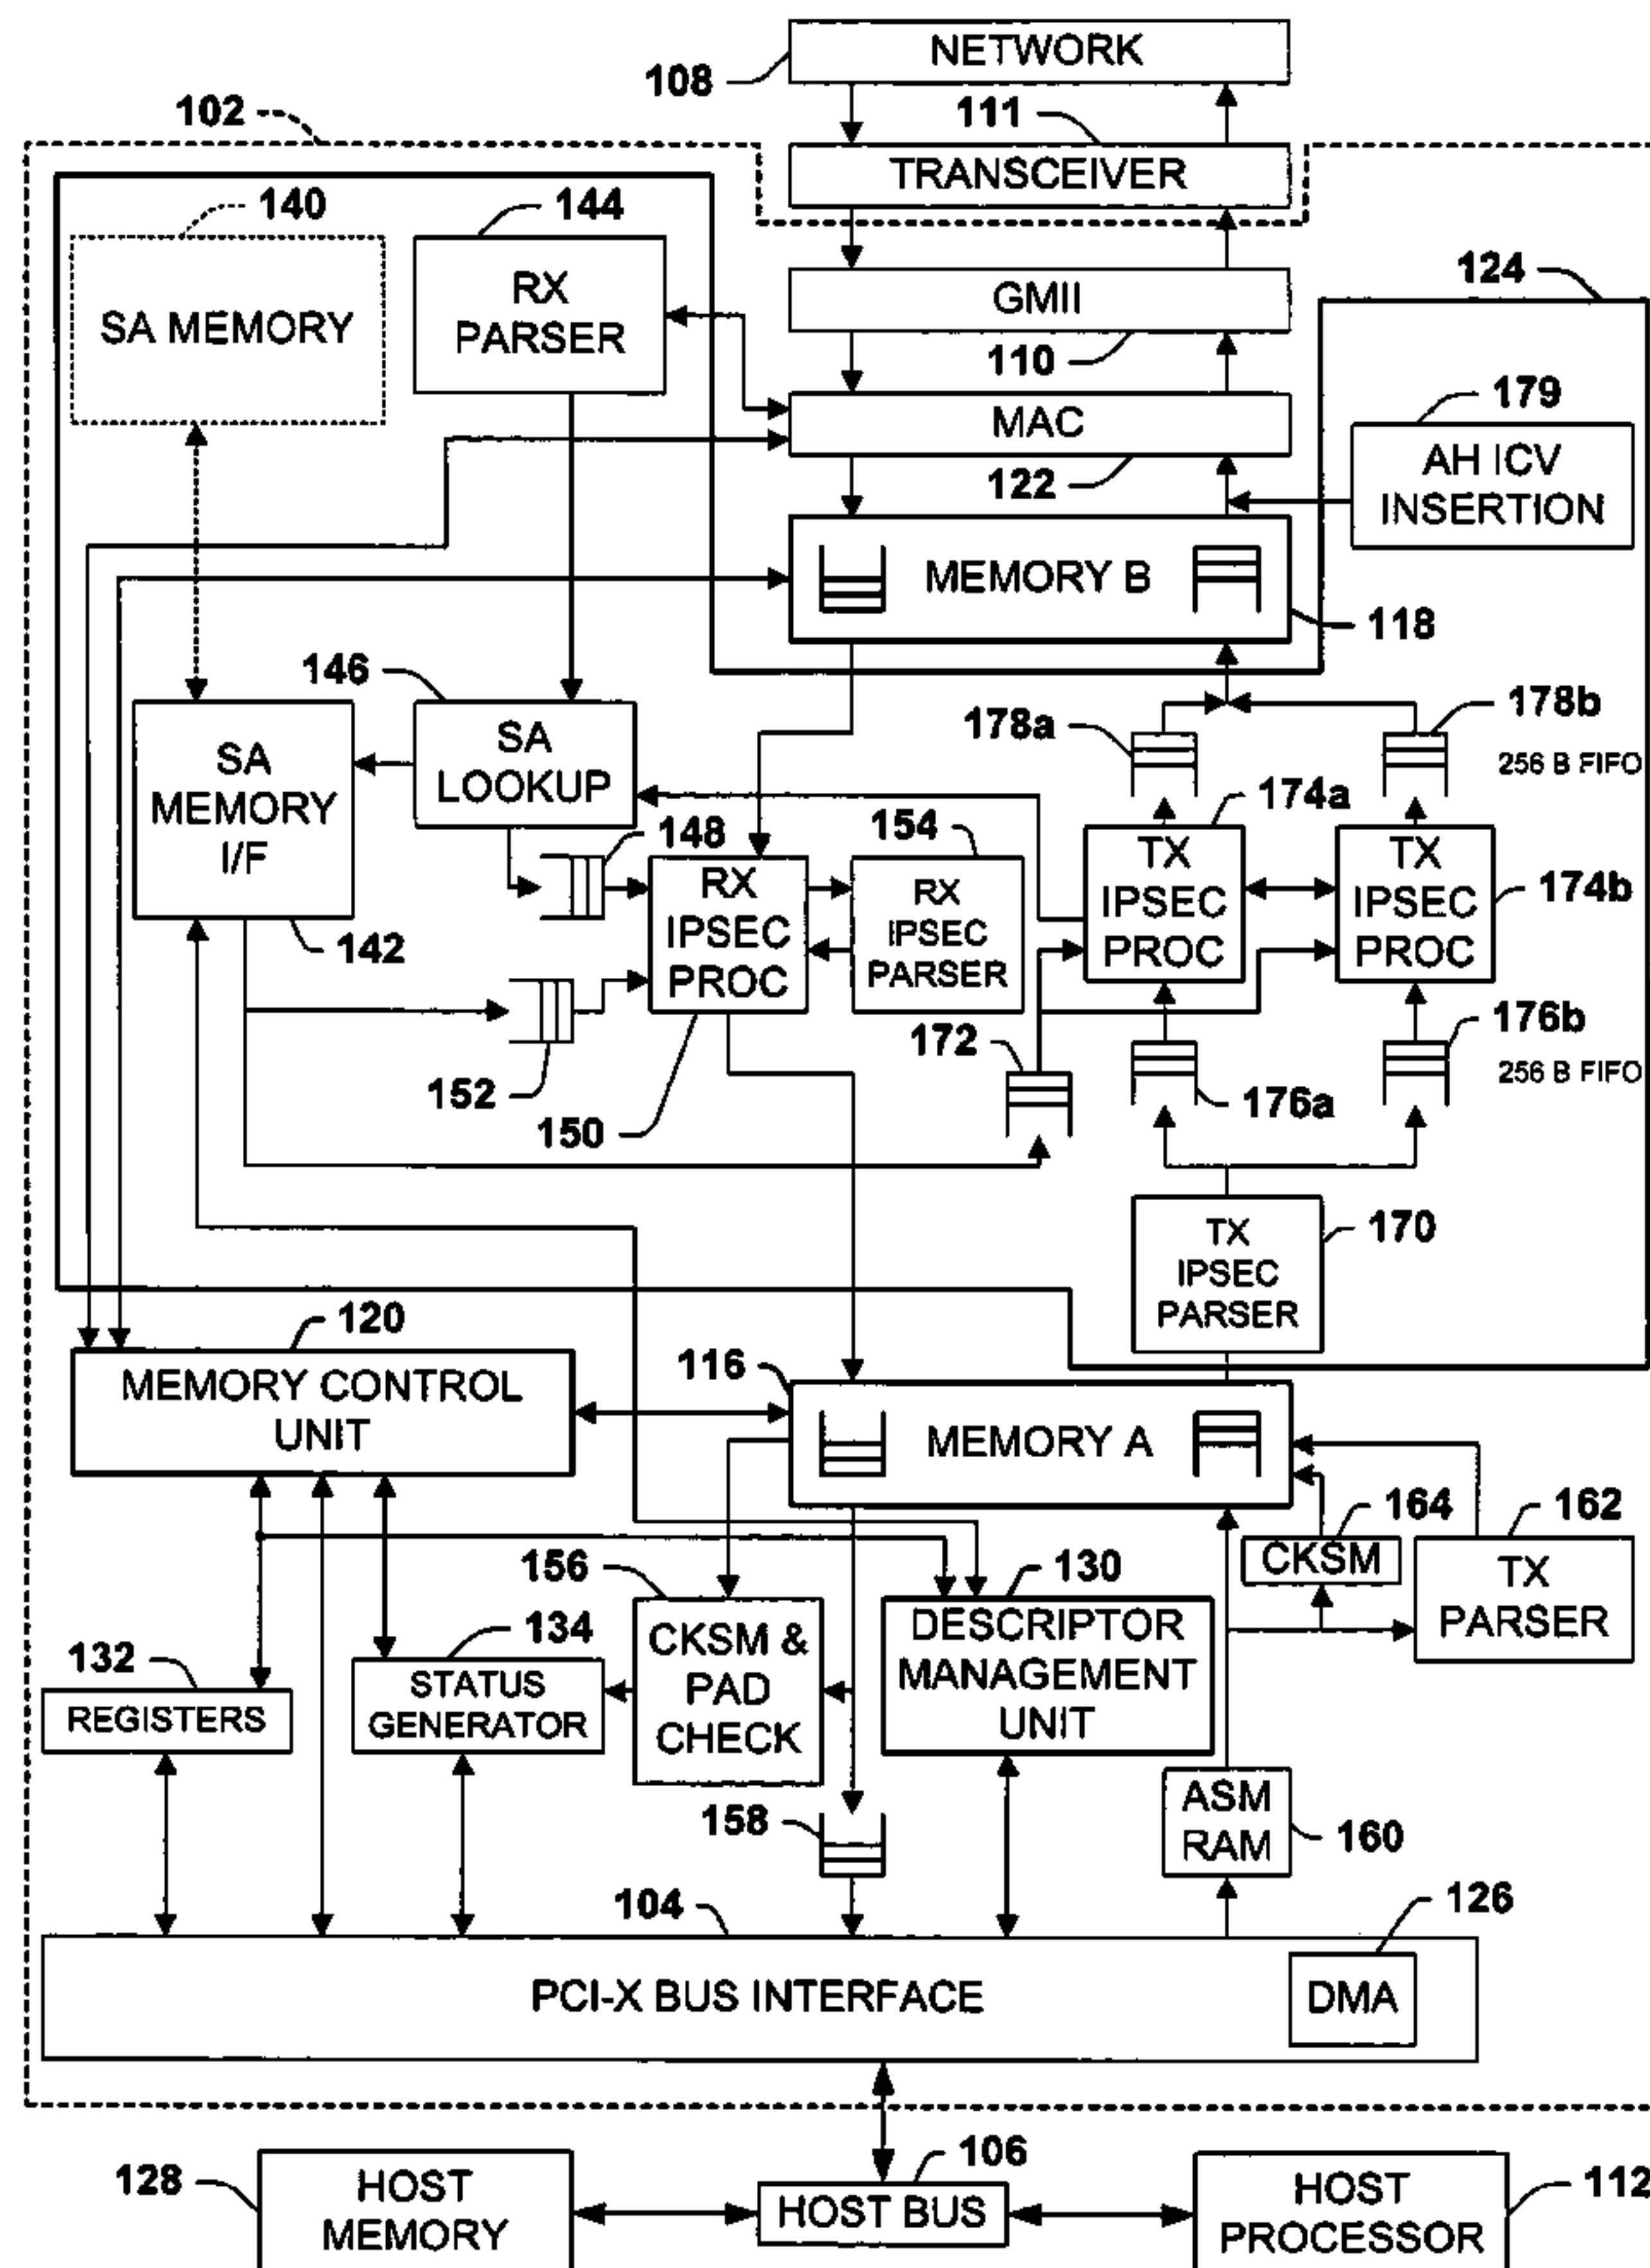 NETWORK
108
102
111
TRANSCEIVER
140
144
124
SA MEMORY
RX
PARSER
GMII
110
179
MAC
AH ICV
INSERTION
122
MEMORY B
118
146
178a
178b
256 B FIFO
SA
MEMORY
I/F
SA
LOOKUP
174a
148
154
RX
IPSEC
PROC
RX
IPSEC
PARSER
TX
IPSEC
PROC
TX
IPSEC
PROC
174b
142
172
176b
152
256 B FIFO
150
176a
TX
IPSEC
PARSER
170
120
116
MEMORY CONTROL
UNIT
MEMORY A
164
162
156
130
CKSM
TX
PARSER
132
134
CKSM &
PAD
CHECK
DESCRIPTOR
MANAGEMENT
UNIT
REGISTERS
STATUS
GENERATOR
158
ASM
RAM
160
104
126
PCI-X BUS INTERFACE
DMA
106
128
HOST
MEMORY
HOST BUS
HOST
PROCESSOR
112